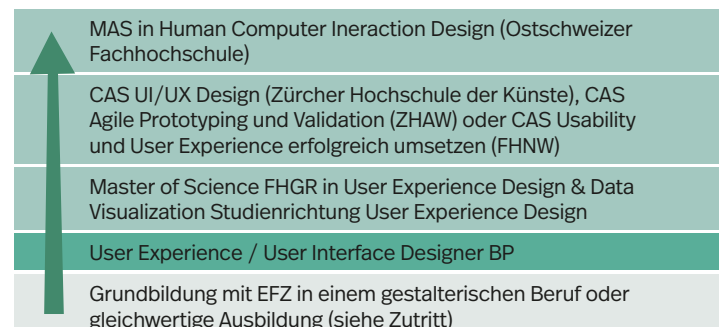 MAS in Human Computer Ineraction Design (Ostschweizer
Fachhochschule)
CAS UI/UX Design (Zürcher Hochschule der Künste), CAS
Agile Prototyping und Validation (ZHAW) oder CAS Usability
und User Experience erfolgreich umsetzen (FHNW)
Master of Science FHGR in User Experience Design & Data
Visualization Studienrichtung User Experience Design
User Experience / User Interface Designer BP
Grundbildung mit EFZ in einem gestalterischen Beruf oder
gleichwertige Ausbildung (siehe Zutritt)